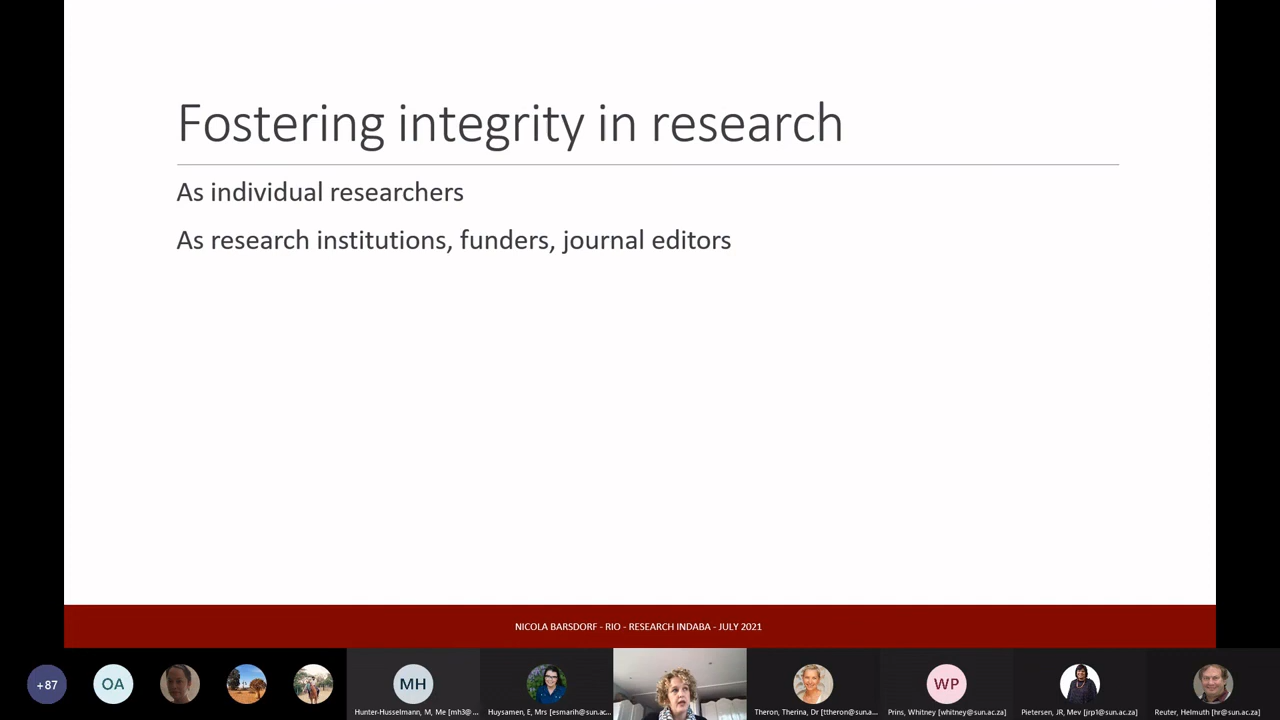 Fostering integrity in research
As individual researchers
As research institutions, funders, journal editors
NICOLA BARSDORF - RIO - RESEARCH INDABA - JULY 2021
+87
OA
MH
WP
Hunter-Husselmann, M, Me [mh3@...
Huysamen, E, Mrs [esmarih@sun.ac...
Theron, Therina, Dr [ttheron@sun.a...
Prins, Whitney [whitney@sun.ac.za]
Pietersen, JR, Mev [jrp1@sun.ac.za]
Reuter, Helmuth [hr@sun.ac.za]